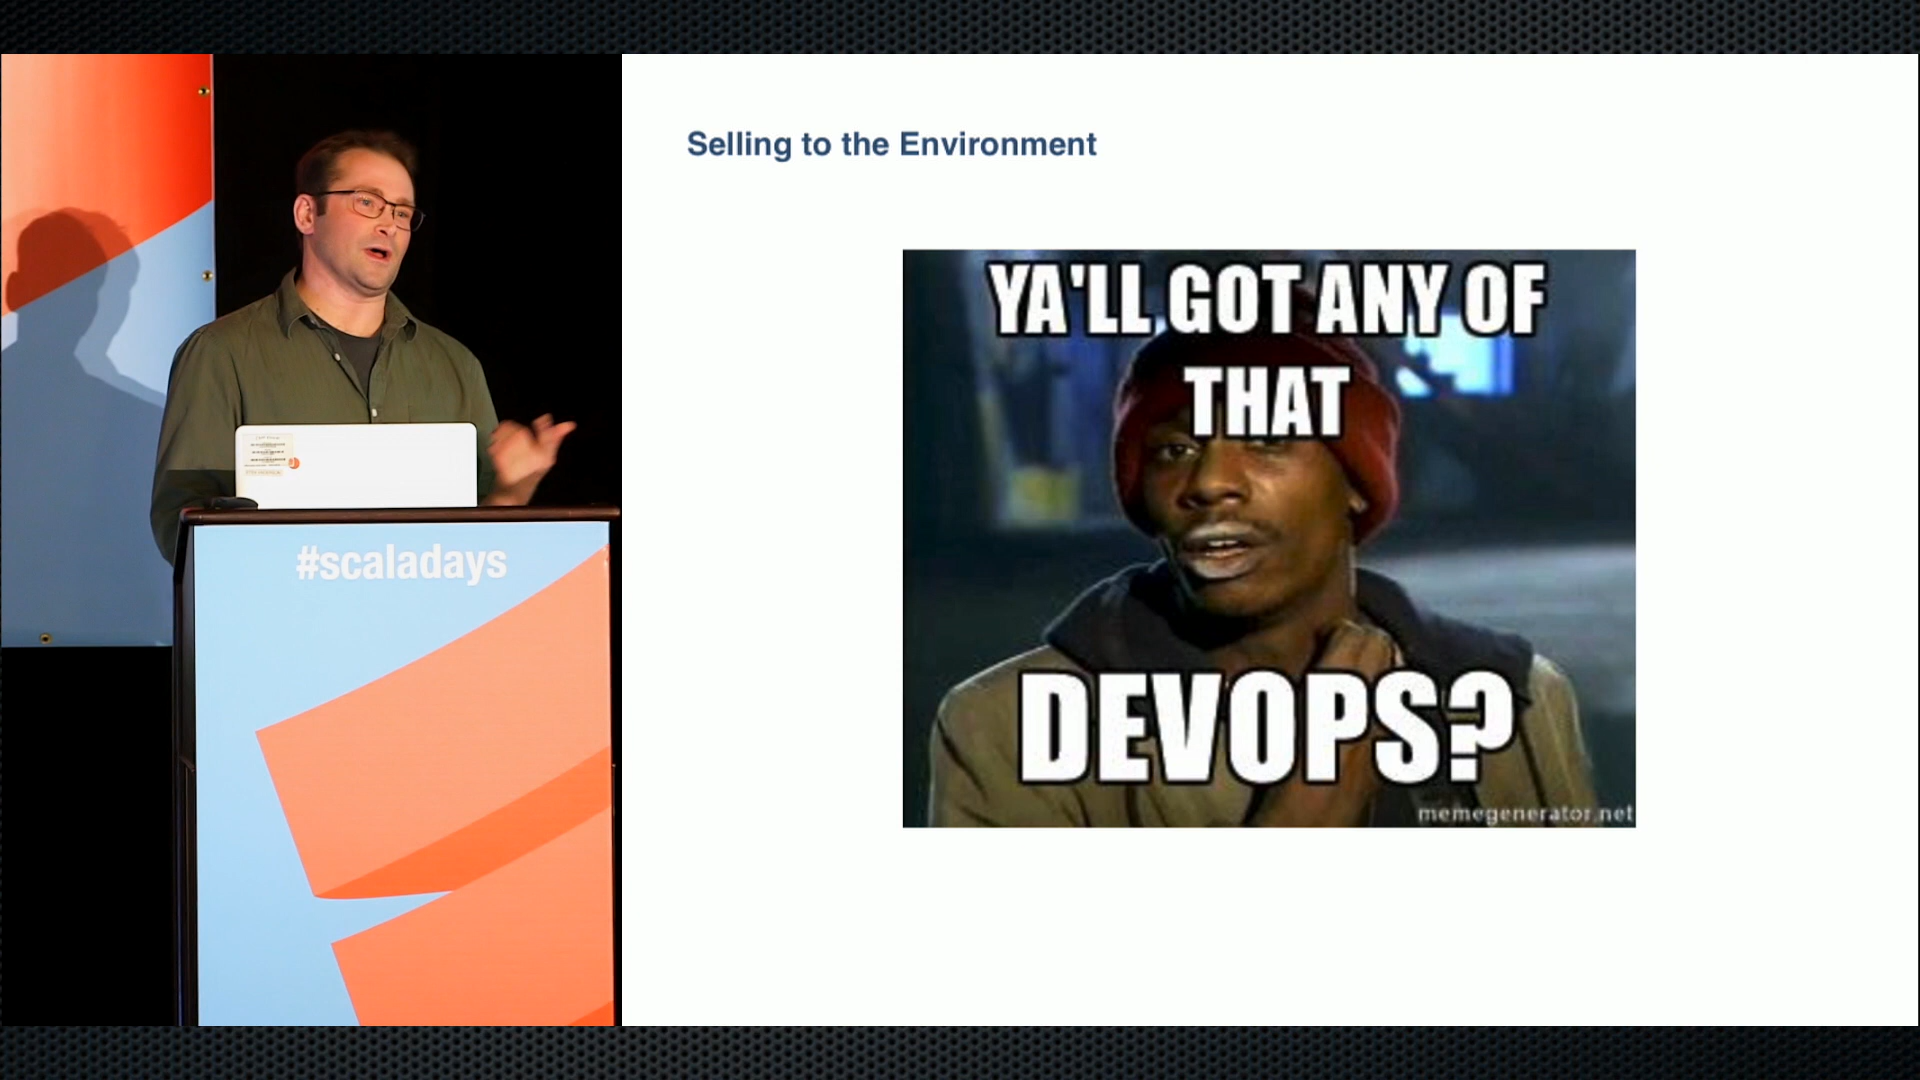 Selling to the Environment
YA'LL GOT ANY OF
THAT
DEVOPS?
memegenerator.net
#scaladays